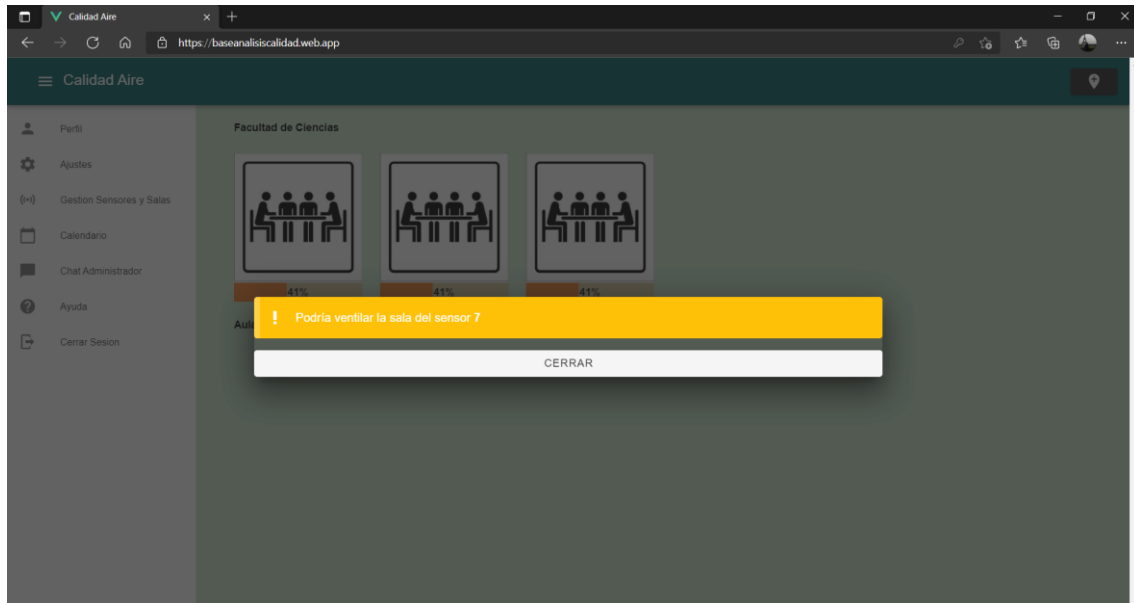 Calidad Aire
https://baseanalisiscalidad.web.app
Calidad Aire
Perfil
Ajustes
Gestion Sensores y Salas
Calendario
Chat Administrador
Ayuda
Cerrar Sesion
Facultad de Ciencias
41% 41% 41%
Podría ventilar la sala del sensor 7
CERRAR